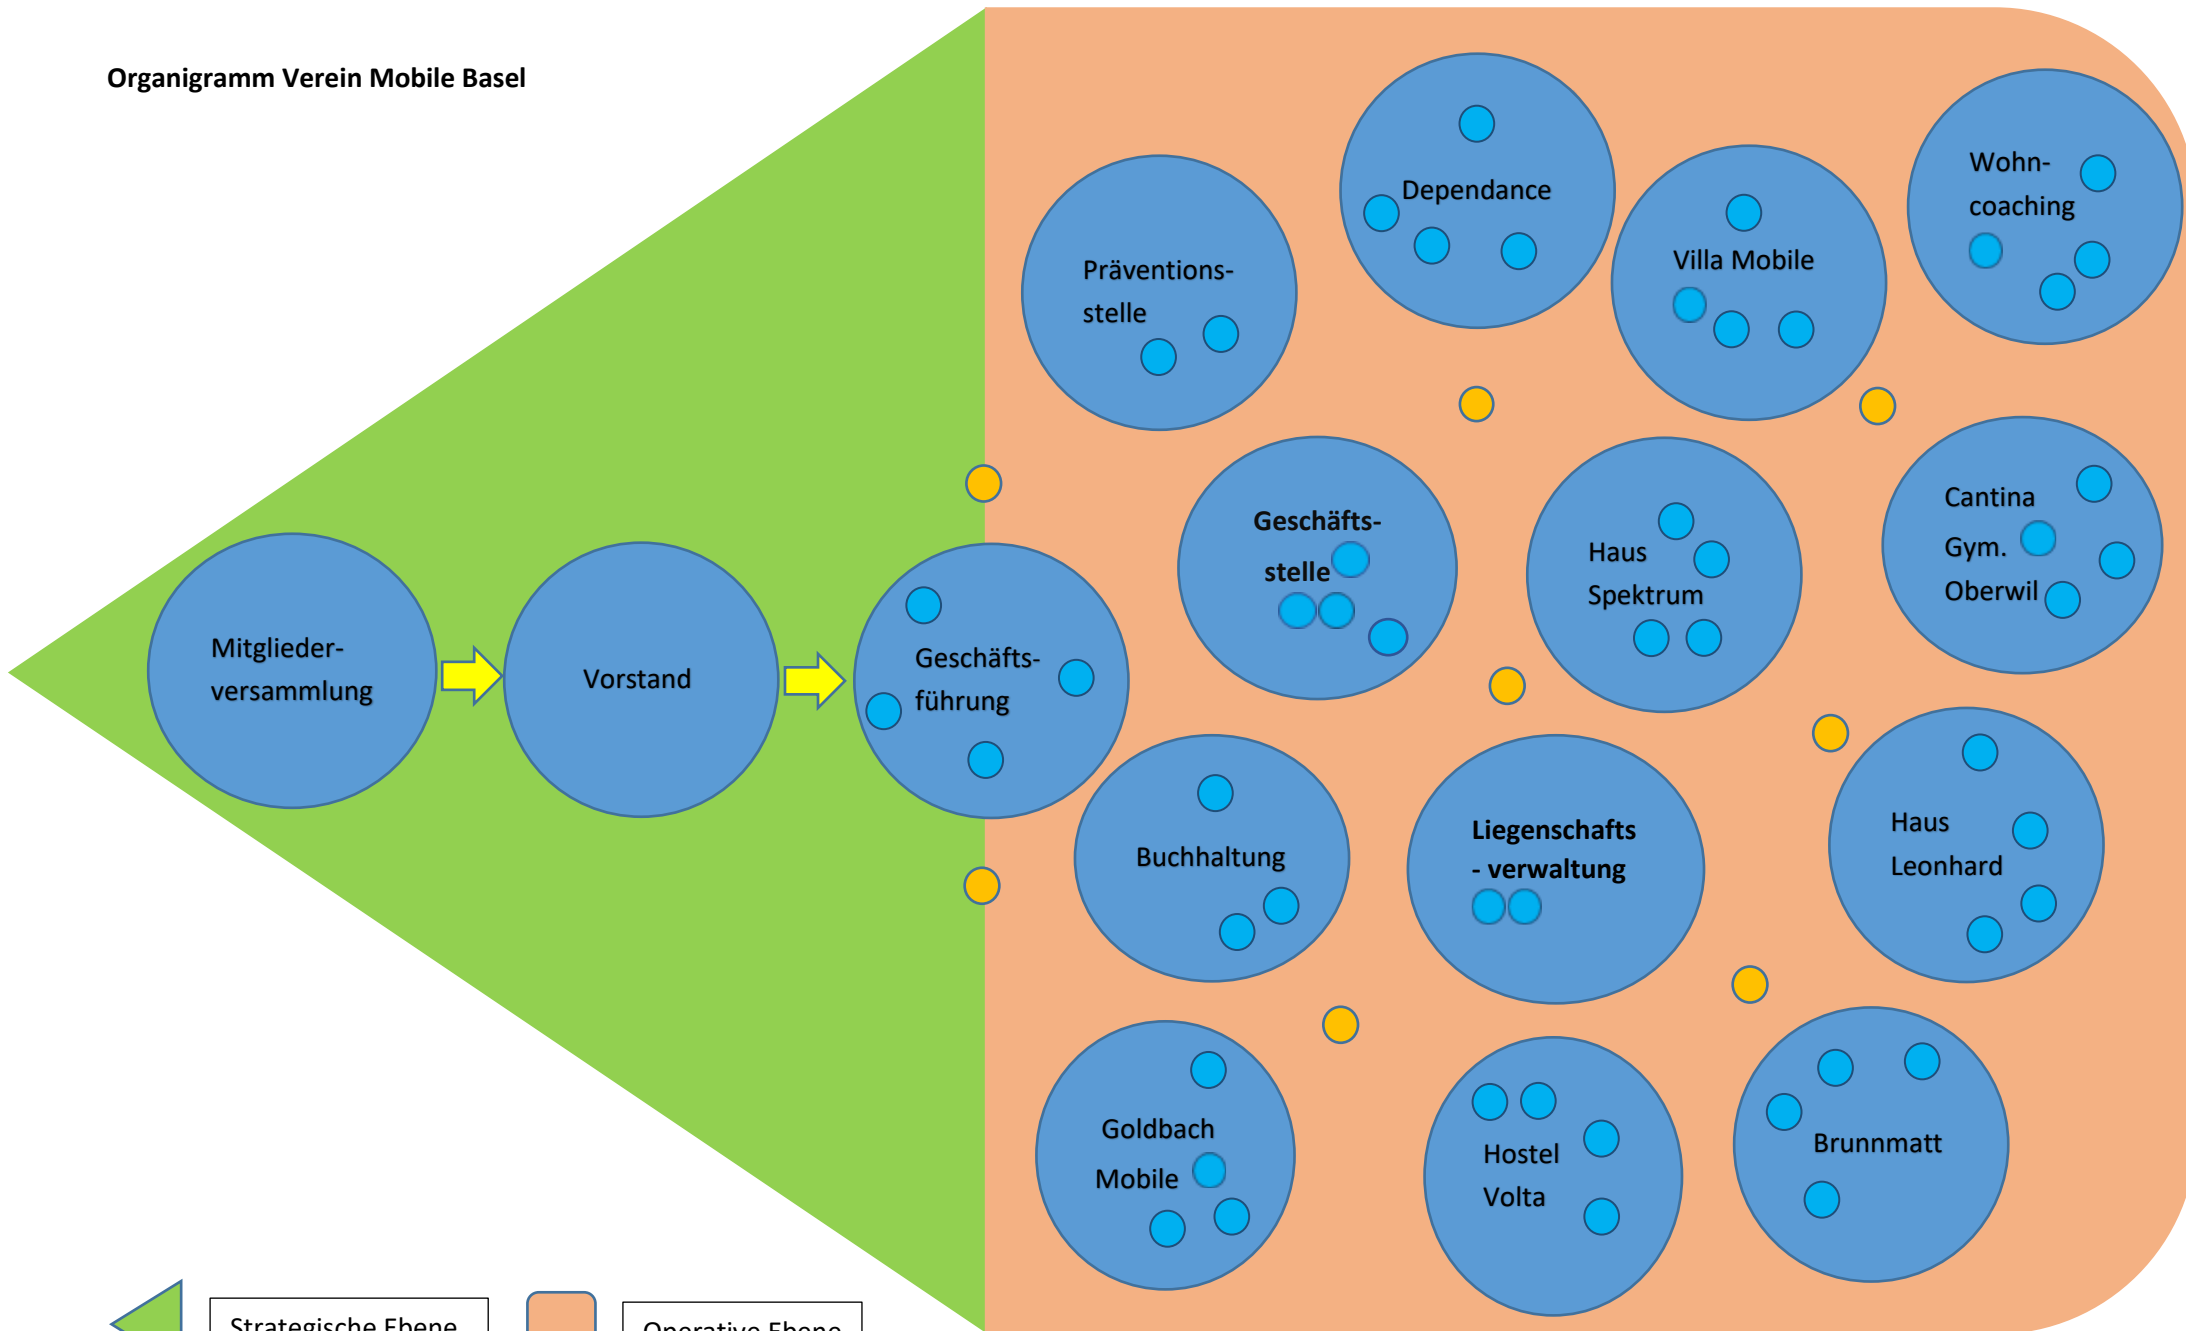 Organigramm Verein Mobile Basel
Mitglieder-
versammlung
Vorstand
Geschäfts-
führung
Präventions-
stelle
Dependance
Villa Mobile
Wohn-
coaching
Geschäfts-
stelle
Haus
Spektrum
Cantina
Gym.
Oberwil
Buchhaltung
Liegenschafts
- verwaltung
Haus
Leonhard
Goldbach
Mobile
Hostel
Volta
Brunnmatt
Strategische Ebene
Operative Ebene